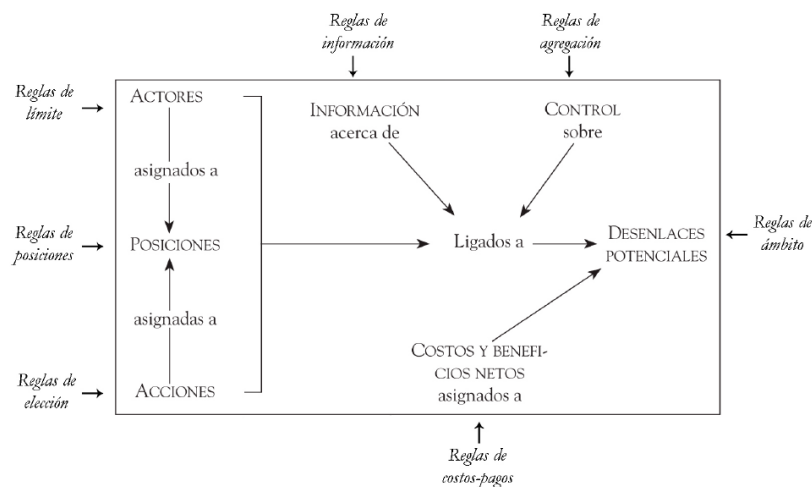 Reglas de
información
Reglas de
agregación
Reglas de
límite
ACTORES
INFORMACIÓN
acerca de
CONTROL
sobre
asignados a
Reglas de
posiciones
POSICIONES
Ligados a
DESENLACES
POTENCIALES
Reglas de
ámbito
asignadas a
COSTOS Y BENEFI-
CIOS NETOS
asignados a
Reglas de
elección
ACCIONES
Reglas de
costos-pagos